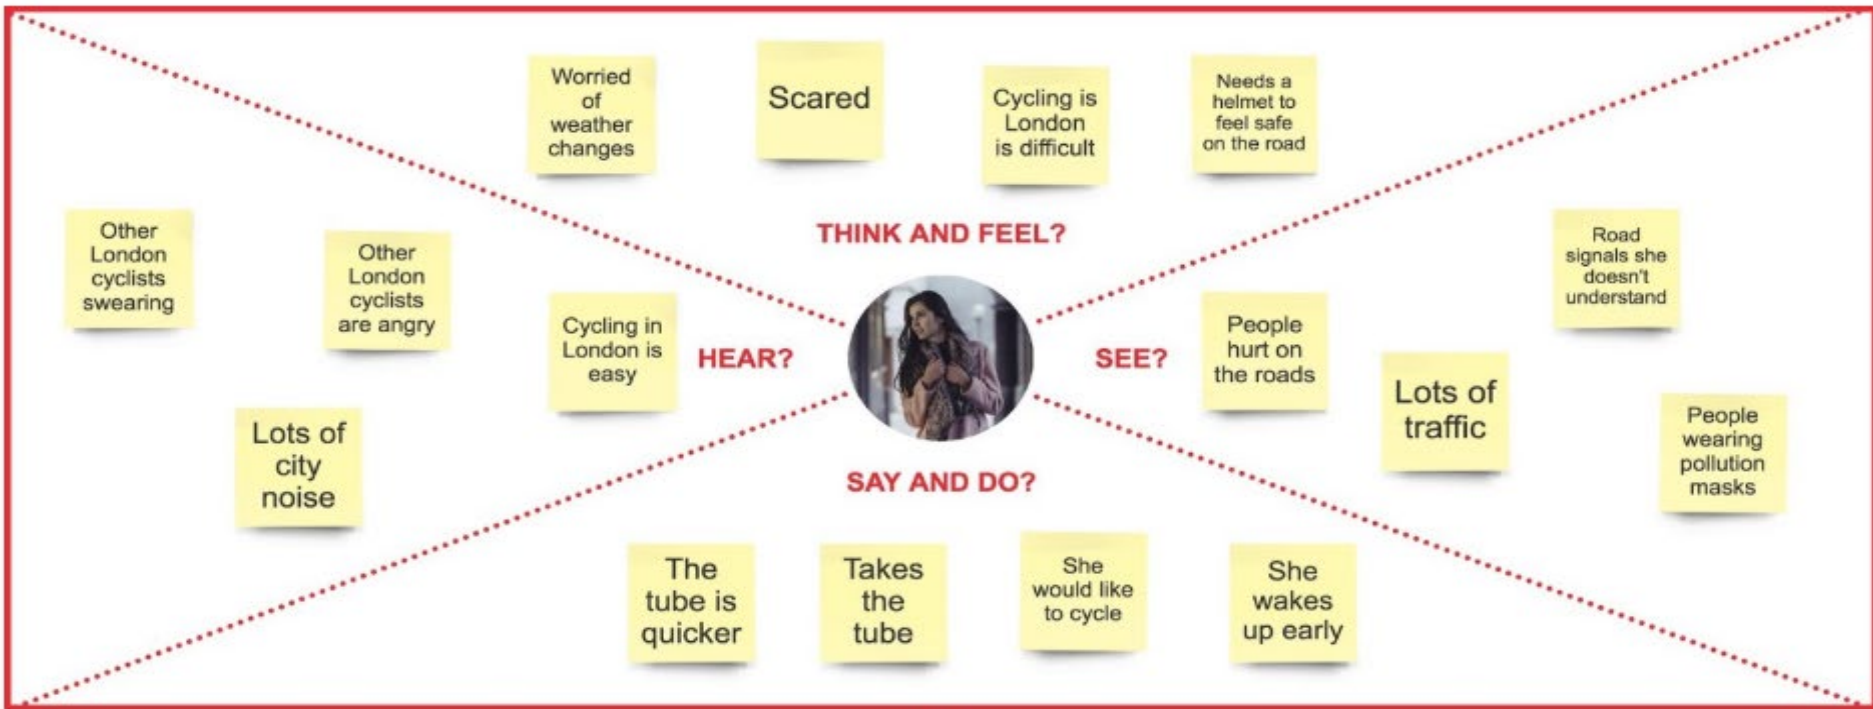 Worried
of
weather
changes
Scared
Cycling is
London
is difficult
Needs a
helmet to
feel safe
on the road
THINK AND FEEL?
Other
London
cyclists
swearing
Other
London
cyclists
are angry
Cycling in
London is
easy
Lots of
city
noise
HEAR?
SEE?
People
hurt on
the roads
Road
signals she
doesn't
understand
Lots of
traffic
People
wearing
pollution
masks
SAY AND DO?
The
tube is
quicker
Takes
the
tube
She
would like
to cycle
She
wakes
up early